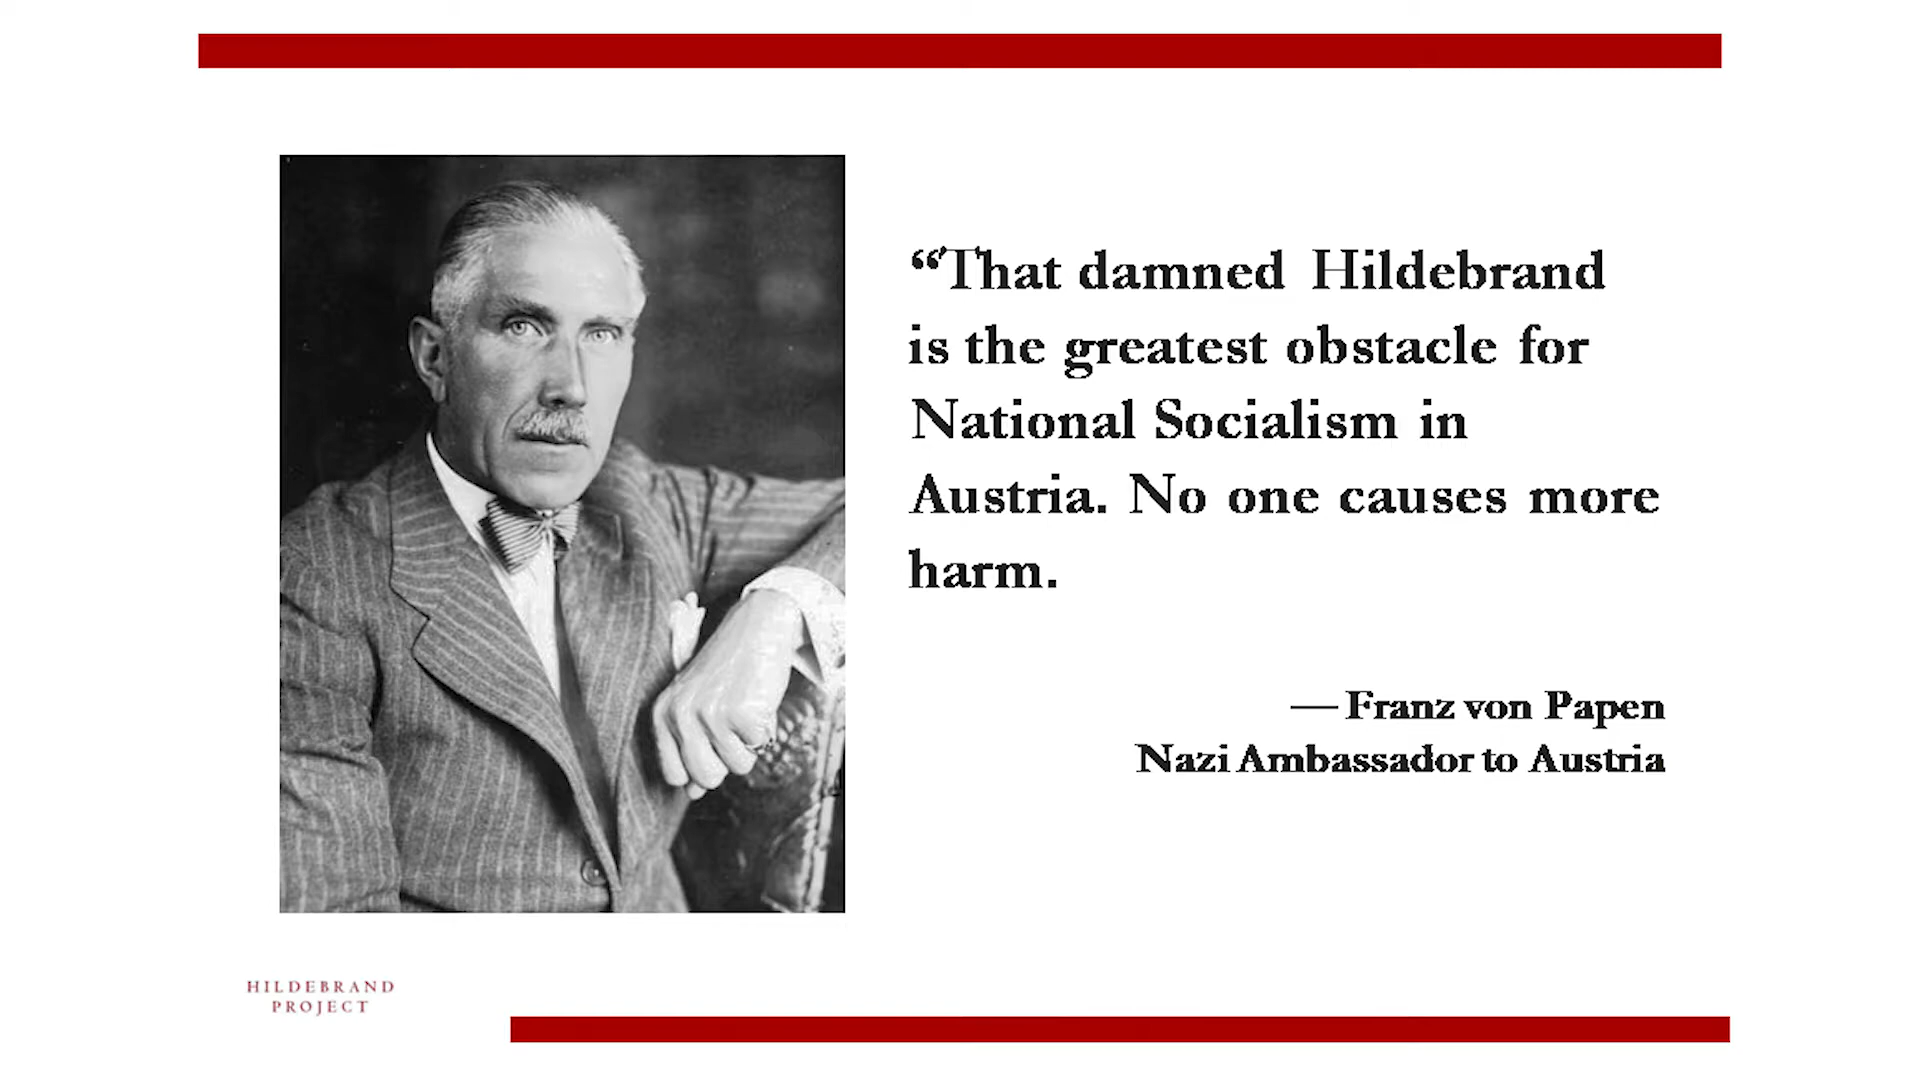 “That damned Hildebrand
is the greatest obstacle for
National Socialism in
Austria. No one causes more
harm.
— Franz von Papen
Nazi Ambassador to Austria
HILDEBRAND
PROJECT